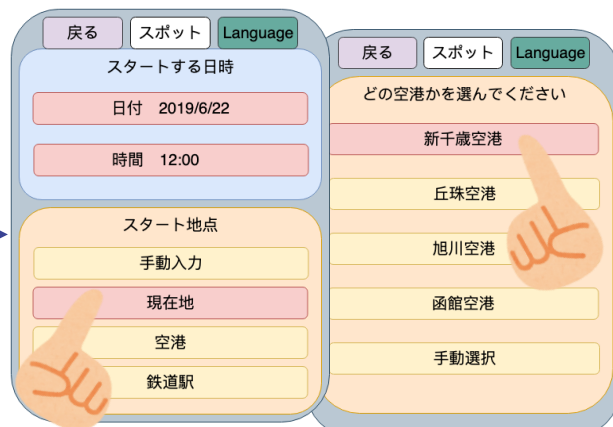 戻る スポット Language
スタートする日時
日付 2019/6/22
時間 12:00
スタート地点
手動入力
現在地
空港
鉄道駅
戻る スポット Language
どの空港かを選んでください
新千歳空港
丘珠空港
旭川空港
函館空港
手動選択